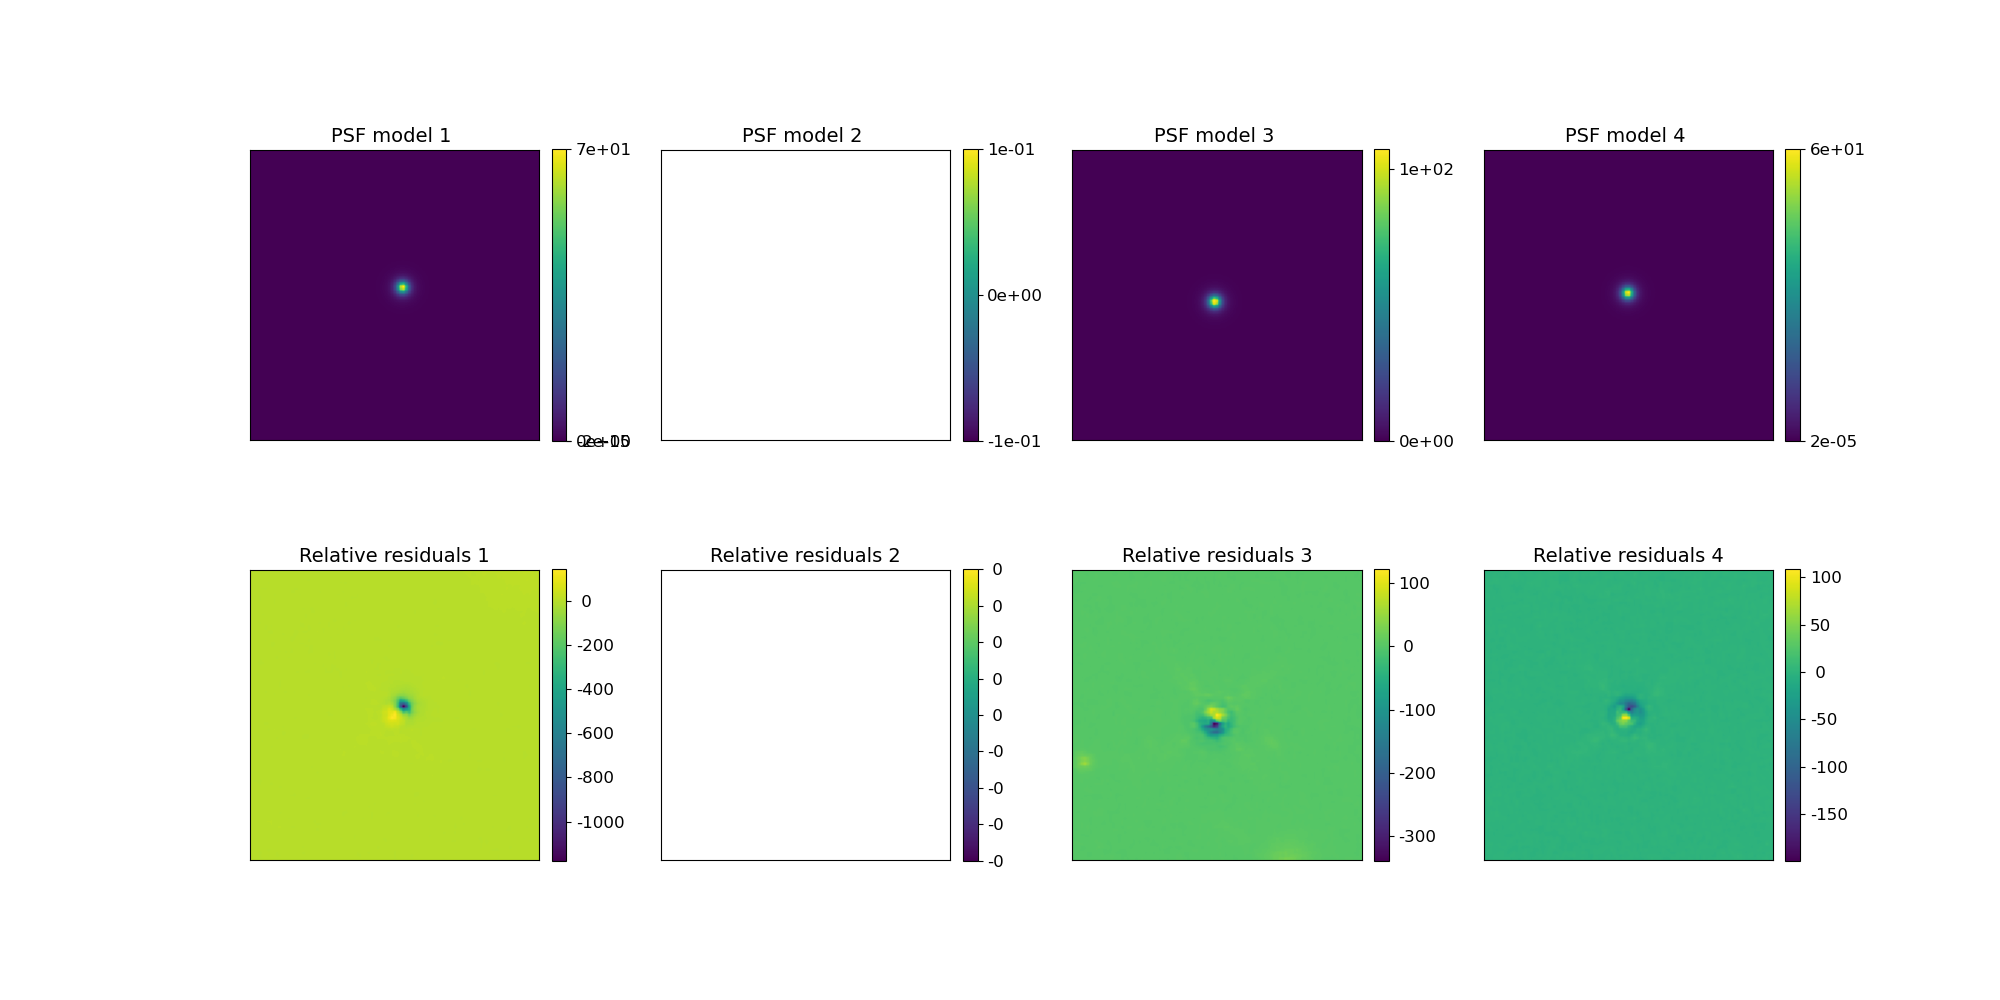 PSF model 1
PSF model 2
PSF model 3
PSF model 4
7e+01
1e-01
0e+00
-1e-01
1e+02
0e+00
6e+01
2e-05
Relative residuals 1
Relative residuals 2
Relative residuals 3
Relative residuals 4
0
-200
-400
-600
-800
-1000
0
0
0
0
0
-0
-0
-0
-0
100
0
-100
-200
-300
100
50
0
-50
-100
-150